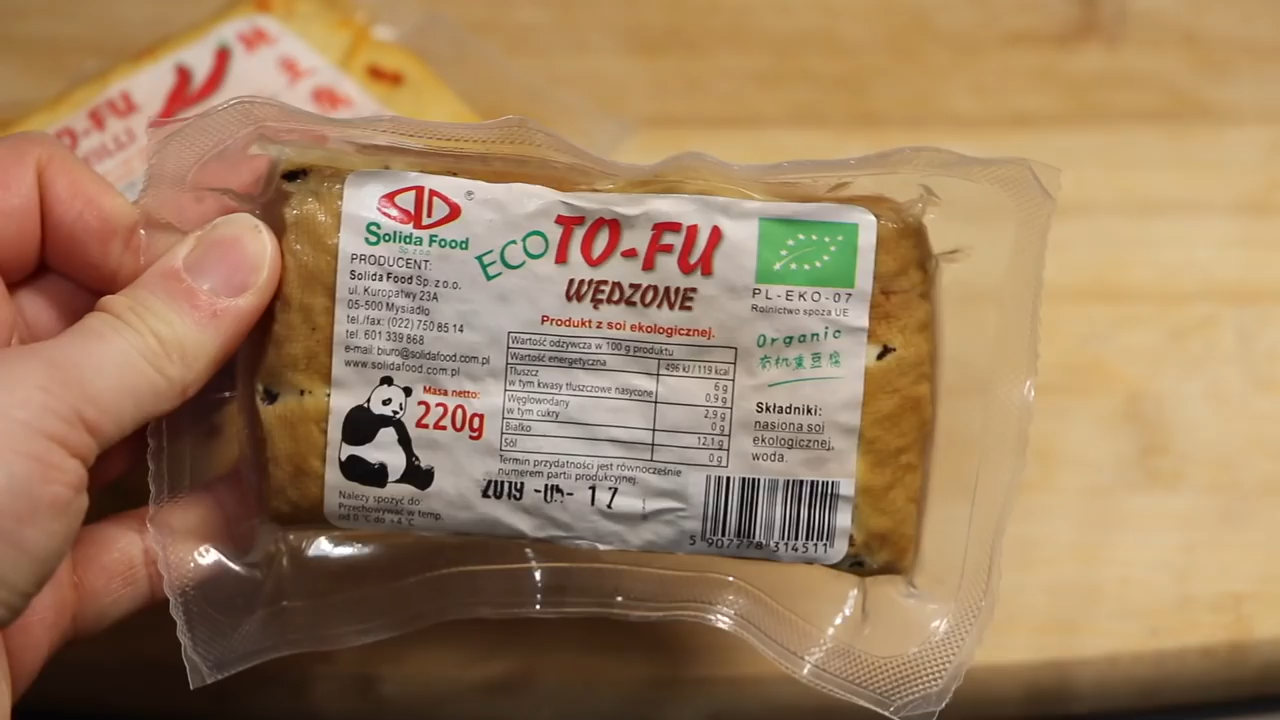 O-FU
Solida Food
Sp. z o.o.
PRODUCENT:
Solida Food Sp. z o.o.
ul. Kuropatwy 23A
05-500 Mysiadło
tel./fax: (022) 750 85 14
tel. 601 339 868
e-mail: biuro@solidafood.com.pl
www.solidafood.com.pl
Masa netto:
220g
Należy spożyć do:
Przechowywać w temp.
od 0 °C do +4 °C
ECO TO-FU
WĘDZONE
Produkt z soi ekologicznej.
Wartość odżywcza w 100 g produktu
Wartość energetyczna 496 kJ / 119 kcal
Tłuszcz 6 g
w tym kwasy tłuszczowe nasycone 0,9 g
Węglowodany 2,9 g
w tym cukry 0 g
Białko 12,1 g
Sól 0 g
Termin przydatności jest równocześnie
numerem partii produkcyjnej.
2019 -05- 17
PL-EKO-07
Rolnictwo spoza UE
Organic
有机熏豆腐
Składniki:
nasiona soi
ekologicznej,
woda.
5 907778 314511